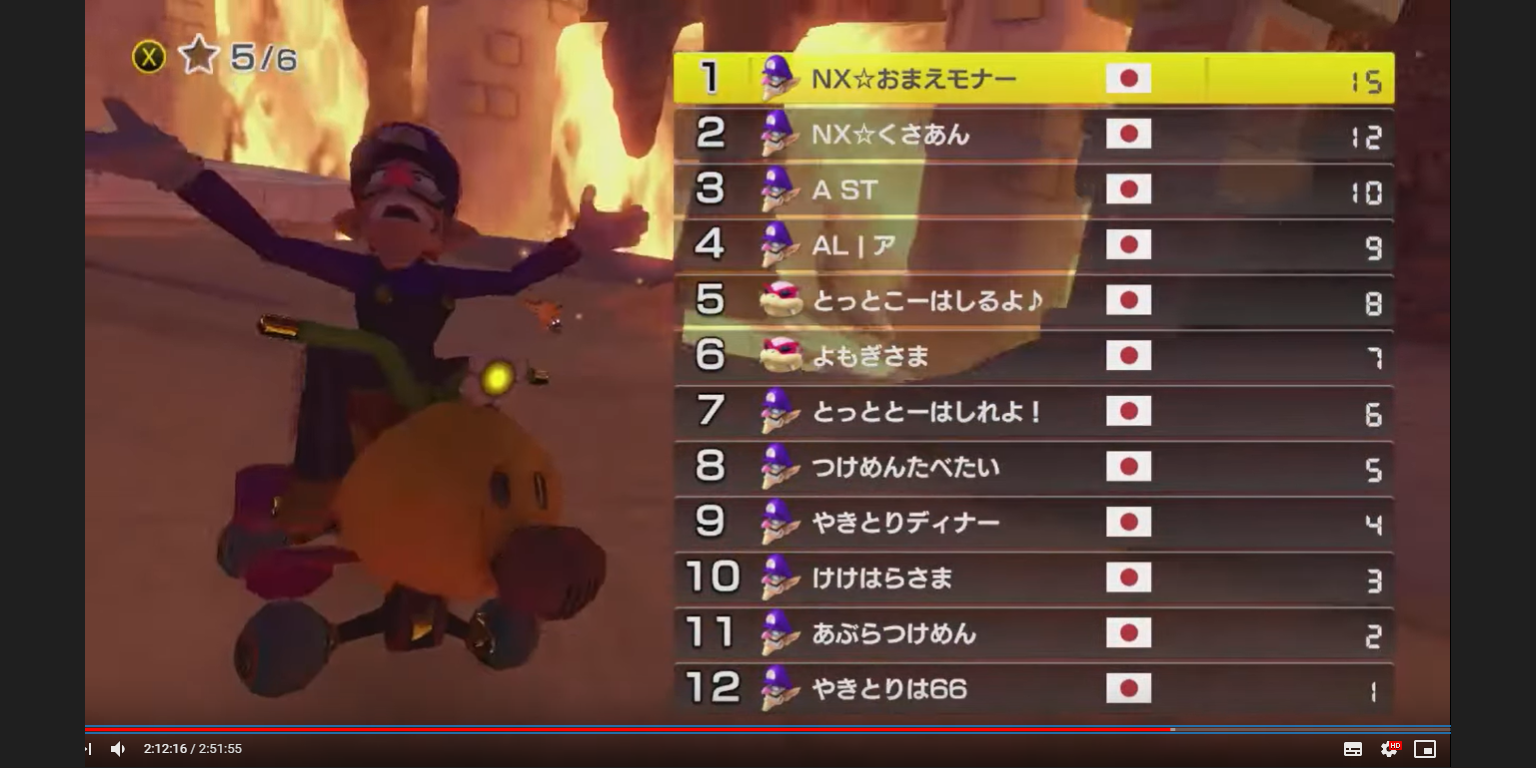 X ☆ 5/6
1 NX☆おまえモナー 15
2 NX☆くさあん 12
3 A ST 10
4 AL | ア 9
5 とっとこーはしるよ♪ 8
6 よもぎさま 7
7 とっととーはしれよ！ 6
8 つけめんたべたい 5
9 やきとりディナー 4
10 けけはらさま 3
11 あぶらつけめん 2
12 やきとりは66 1
2:12:16 / 2:51:55 HD